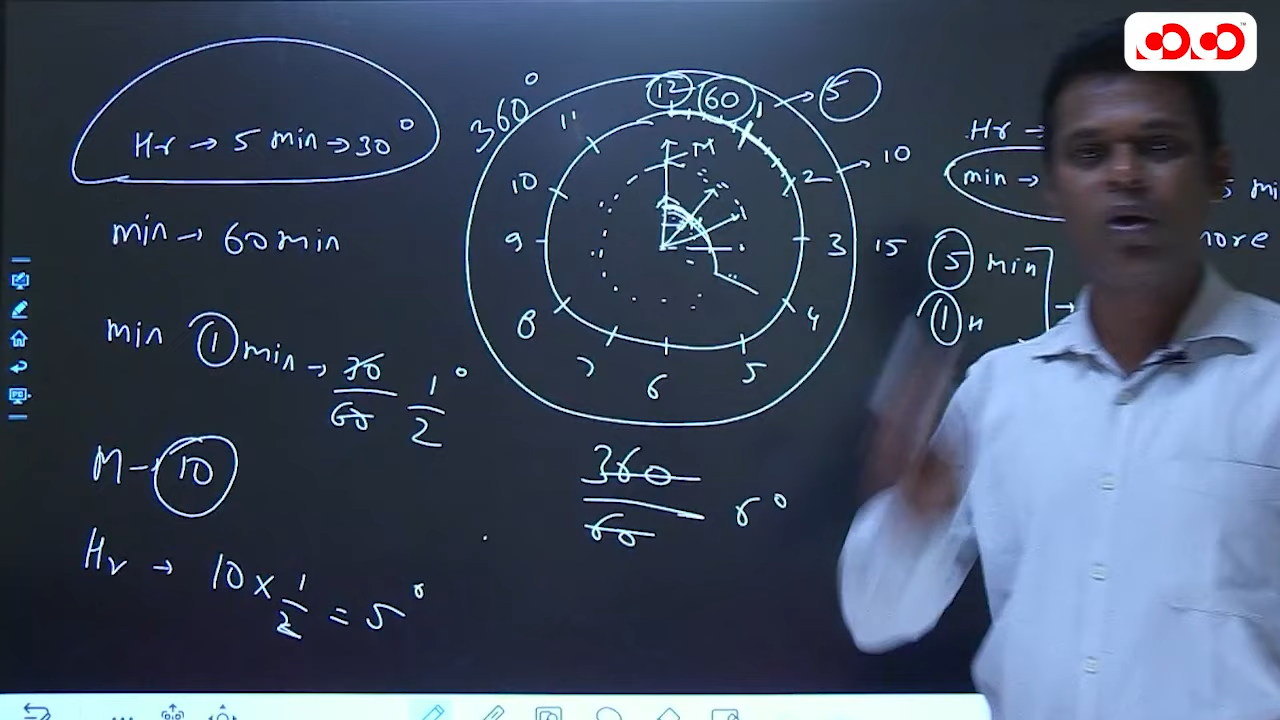 Hr → 5 min → 30°
min → 60 min
min 1 min → 30/60 1/2°
M → 10
Hr → 10 × 1/2 = 5°
360°
12 60 1 → 5
11
2 → 10
10
M
9
3 15
8
4
7
5
6
360/60 6°
Hr →
min →
min
more
5 min
1 H